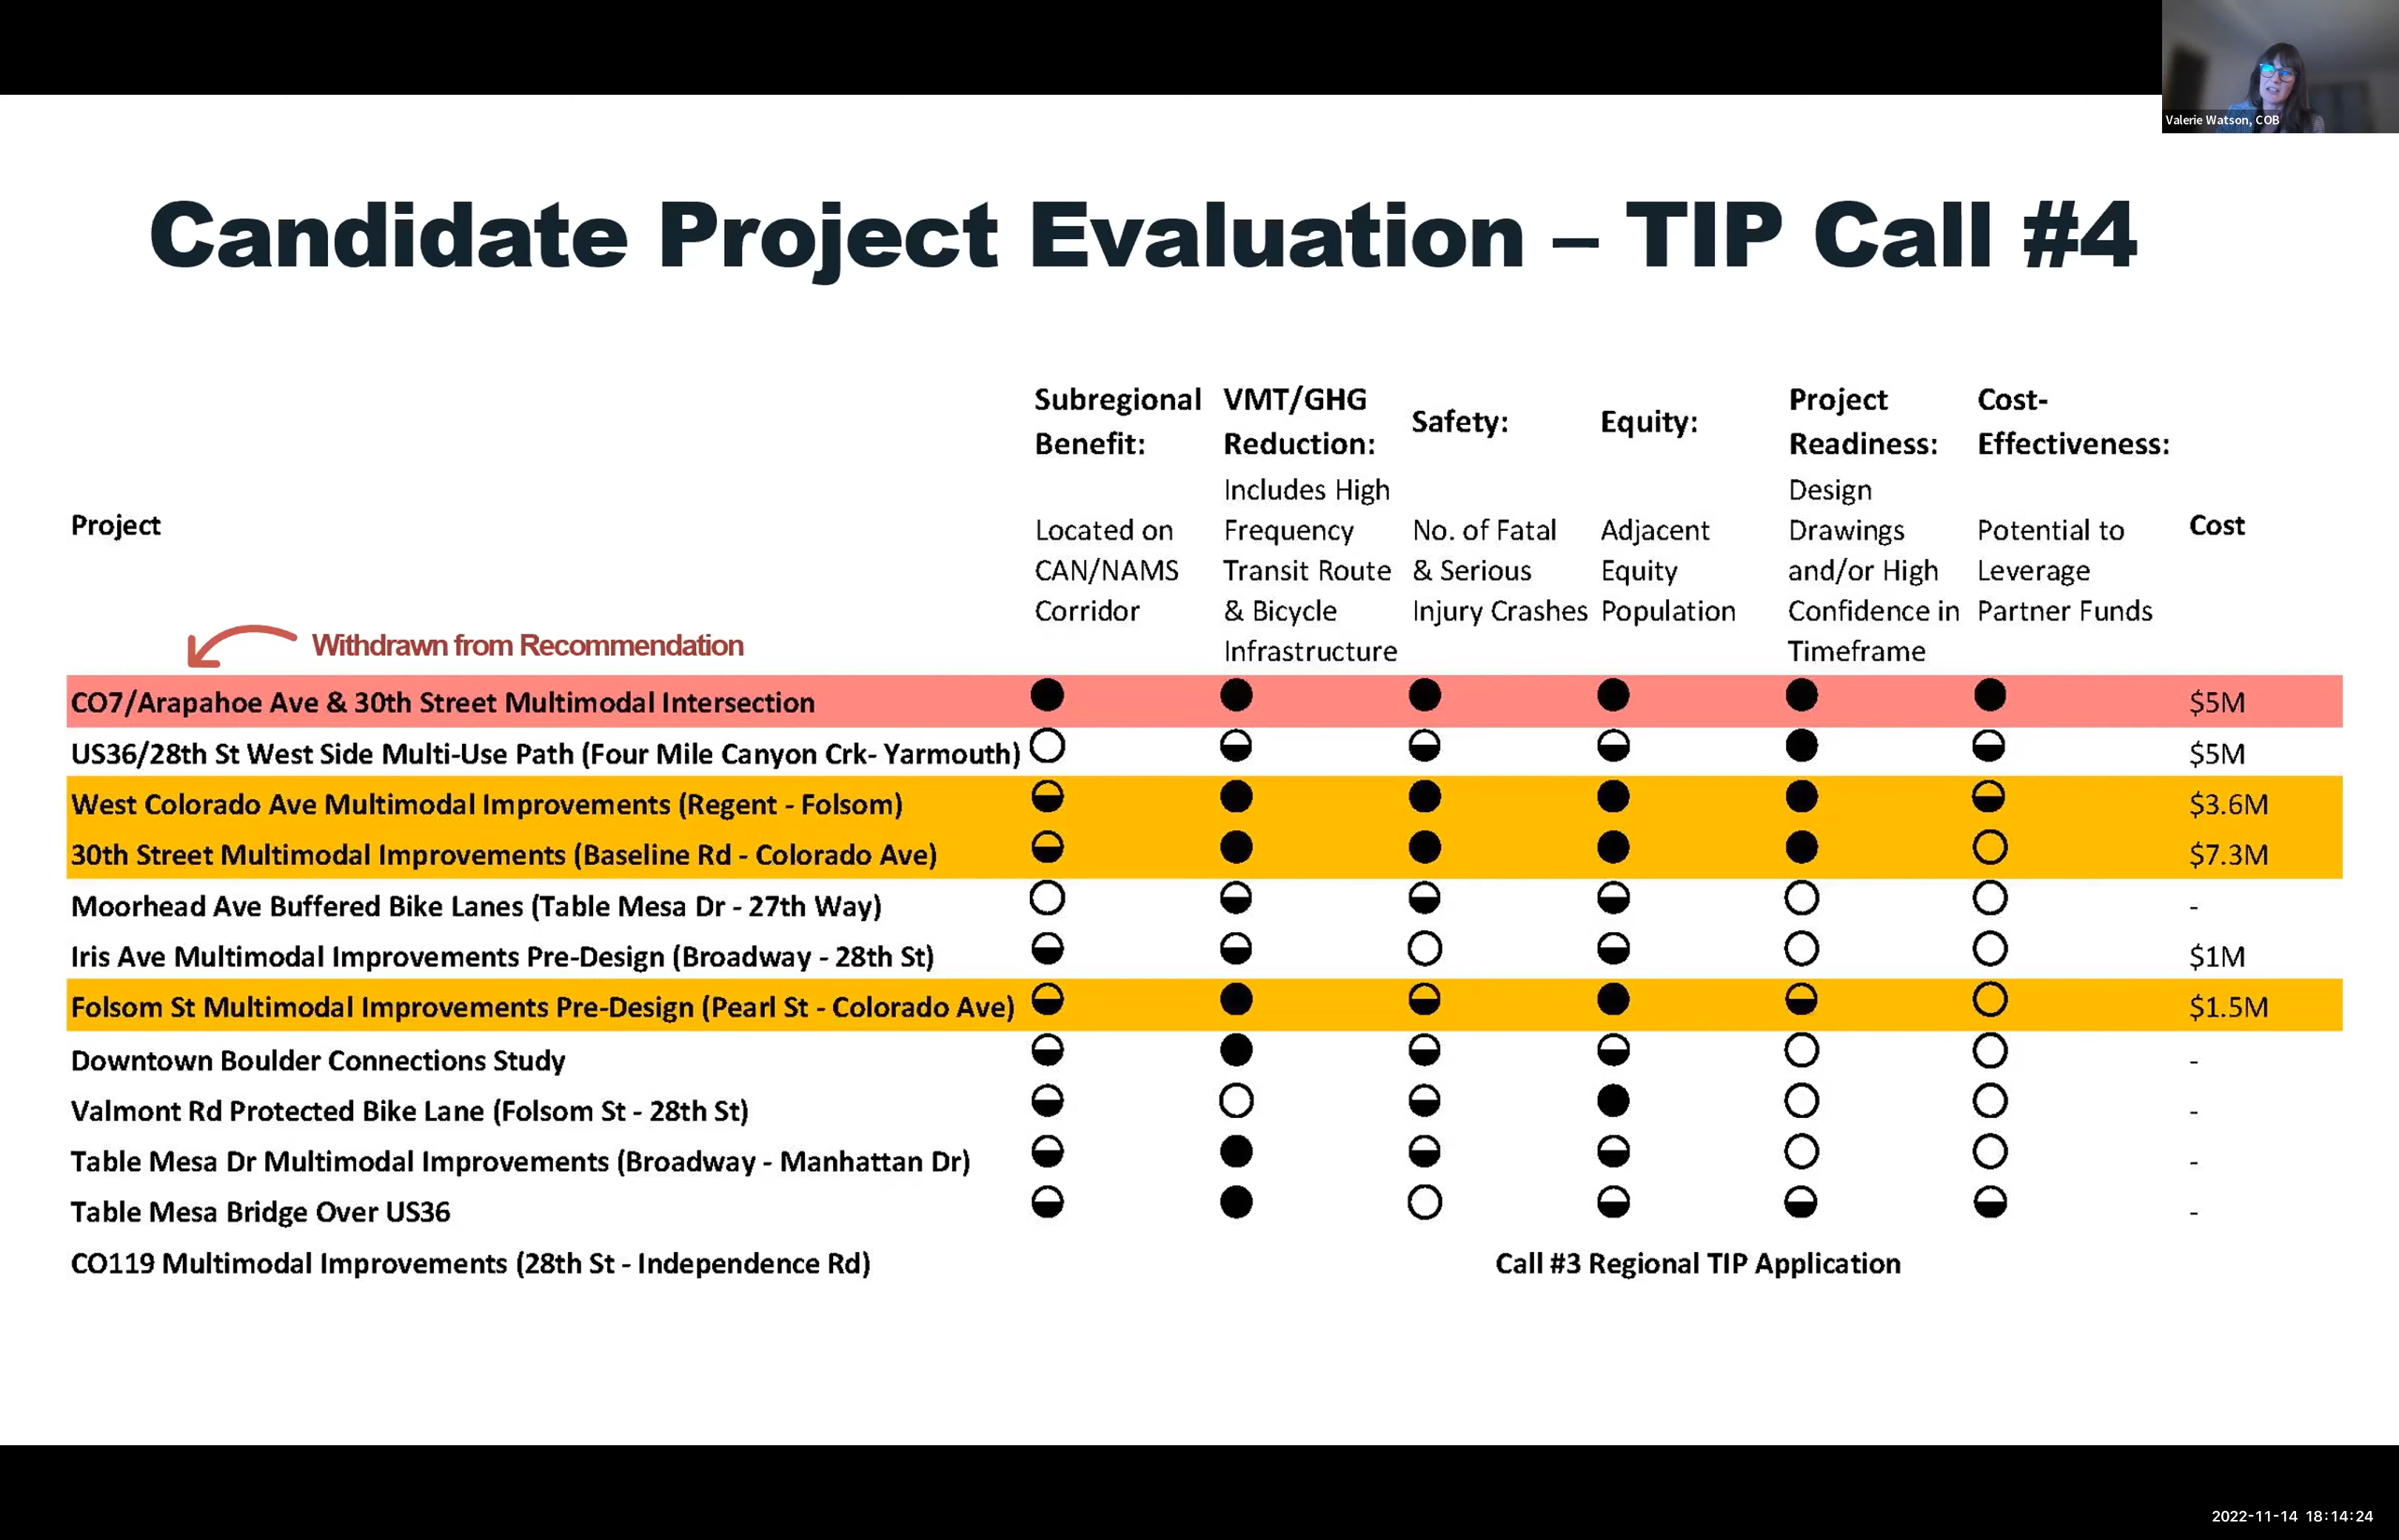 Valerie Watson, COB
Candidate Project Evaluation – TIP Call #4
Project
Subregional
Benefit:
Located on
CAN/NAMS
Corridor
VMT/GHG
Reduction:
Includes High
Frequency
Transit Route
& Bicycle
Infrastructure
Safety:
No. of Fatal
& Serious
Injury Crashes
Equity:
Adjacent
Equity
Population
Project
Readiness:
Design
Drawings
and/or High
Confidence in
Timeframe
Cost-
Effectiveness:
Potential to
Leverage
Partner Funds
Cost
Withdrawn from Recommendation
CO7/Arapahoe Ave & 30th Street Multimodal Intersection $5M
US36/28th St West Side Multi-Use Path (Four Mile Canyon Crk- Yarmouth) $5M
West Colorado Ave Multimodal Improvements (Regent - Folsom) $3.6M
30th Street Multimodal Improvements (Baseline Rd - Colorado Ave) $7.3M
Moorhead Ave Buffered Bike Lanes (Table Mesa Dr - 27th Way) -
Iris Ave Multimodal Improvements Pre-Design (Broadway - 28th St) $1M
Folsom St Multimodal Improvements Pre-Design (Pearl St - Colorado Ave) $1.5M
Downtown Boulder Connections Study -
Valmont Rd Protected Bike Lane (Folsom St - 28th St) -
Table Mesa Dr Multimodal Improvements (Broadway - Manhattan Dr) -
Table Mesa Bridge Over US36 -
CO119 Multimodal Improvements (28th St - Independence Rd) Call #3 Regional TIP Application
2022-11-14 18:14:24